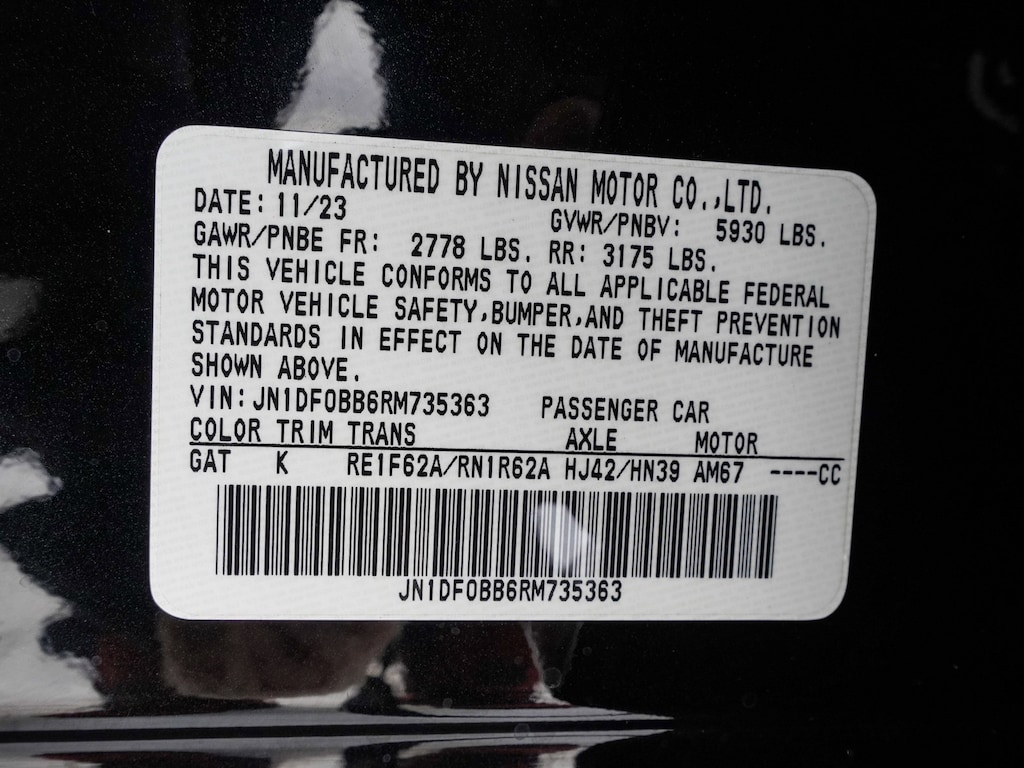 MANUFACTURED BY NISSAN MOTOR CO.,LTD.
DATE: 11/23 GVWR/PNBV: 5930 LBS.
GAWR/PNBE FR: 2778 LBS. RR: 3175 LBS.
THIS VEHICLE CONFORMS TO ALL APPLICABLE FEDERAL
MOTOR VEHICLE SAFETY,BUMPER,AND THEFT PREVENTION
STANDARDS IN EFFECT ON THE DATE OF MANUFACTURE
SHOWN ABOVE.
VIN: JN1DF0BB6RM735363 PASSENGER CAR
COLOR TRIM TRANS AXLE MOTOR
GAT K RE1F62A/RN1R62A HJ42/HN39 AM67 ----CC
JN1DF0BB6RM735363